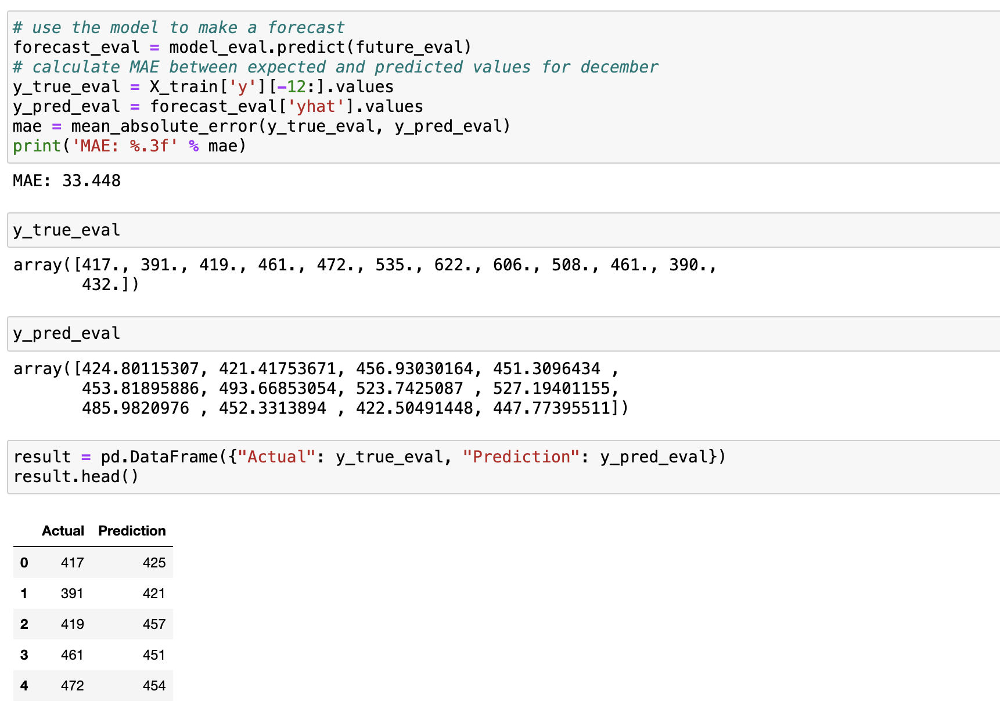 # use the model to make a forecast
forecast_eval = model_eval.predict(future_eval)
# calculate MAE between expected and predicted values for december
y_true_eval = X_train['y'][-12:].values
y_pred_eval = forecast_eval['yhat'].values
mae = mean_absolute_error(y_true_eval, y_pred_eval)
print('MAE: %.3f' % mae)
MAE: 33.448
y_true_eval
array([417., 391., 419., 461., 472., 535., 622., 606., 508., 461., 390.,
       432.])
y_pred_eval
array([424.80115307, 421.41753671, 456.93030164, 451.3096434 ,
       453.81895886, 493.66853054, 523.7425087 , 527.19401155,
       485.9820976 , 452.3313894 , 422.50491448, 447.77395511])
result = pd.DataFrame({"Actual": y_true_eval, "Prediction": y_pred_eval})
result.head()
Actual Prediction
0 417 425
1 391 421
2 419 457
3 461 451
4 472 454